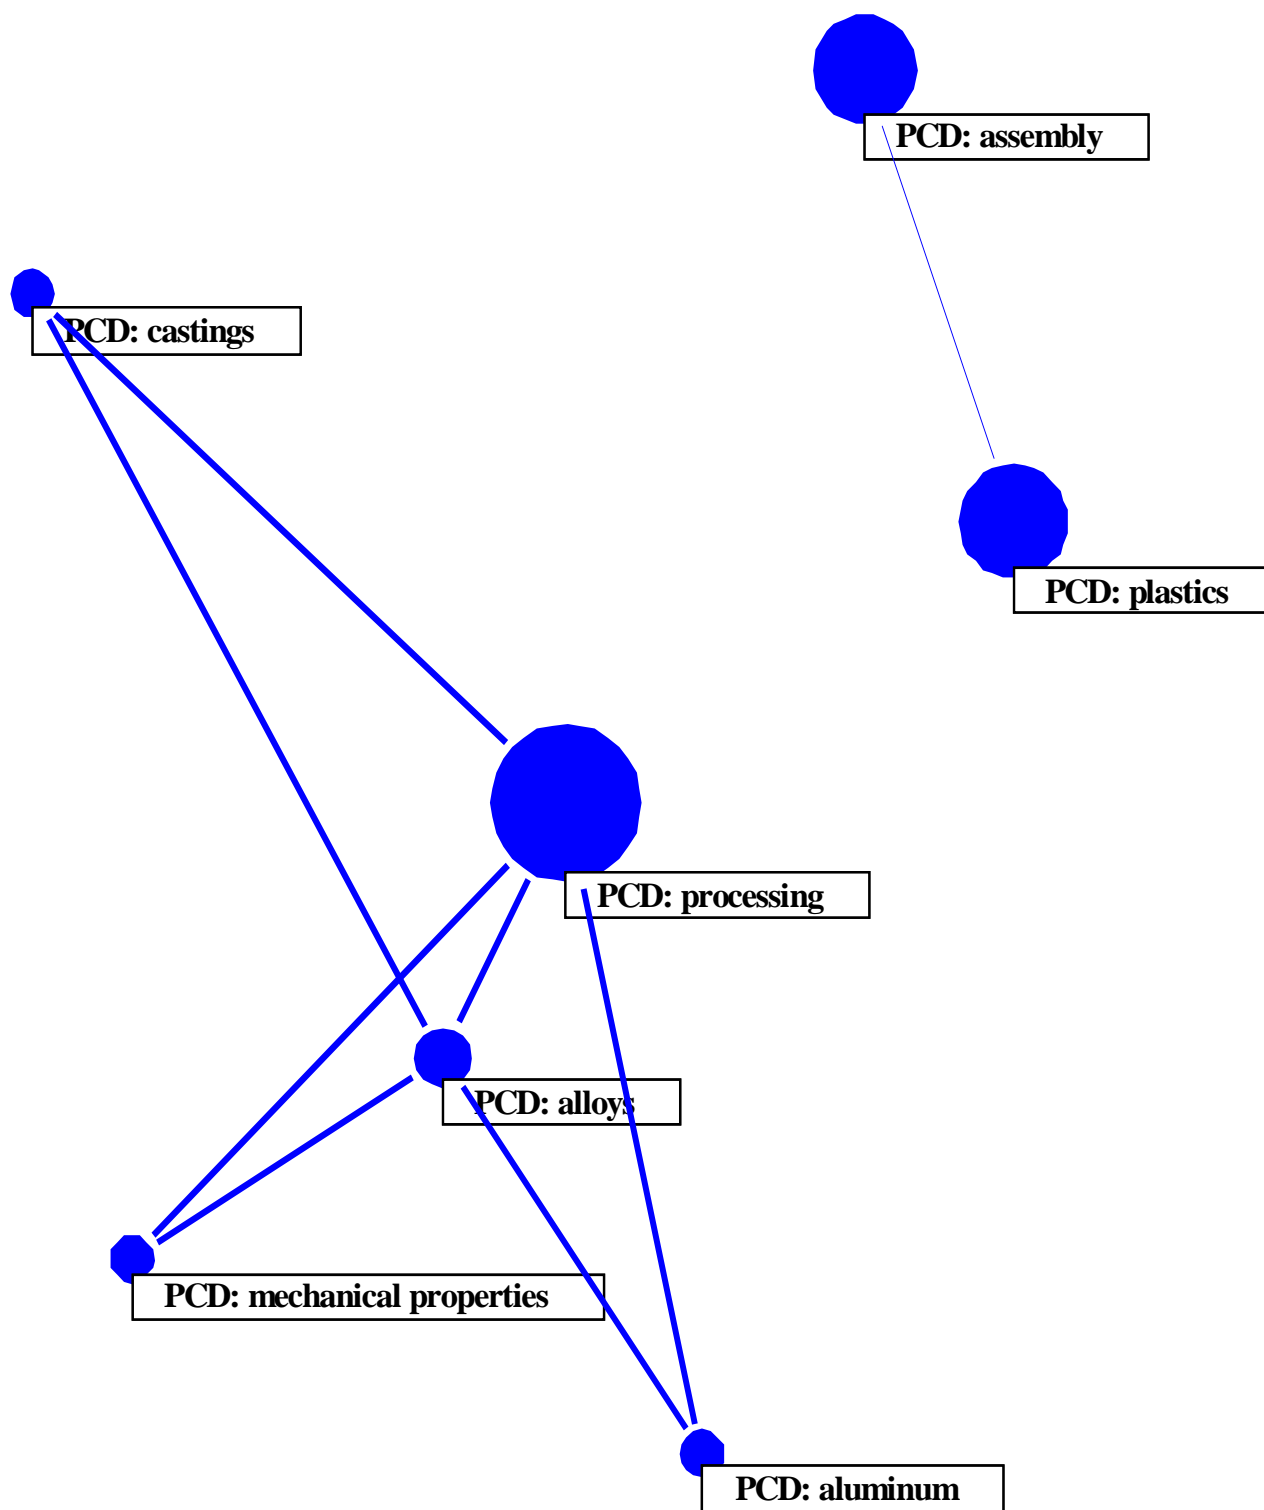 PCD: assembly
PCD: castings
PCD: plastics
PCD: processing
PCD: alloys
PCD: mechanical properties
PCD: aluminum